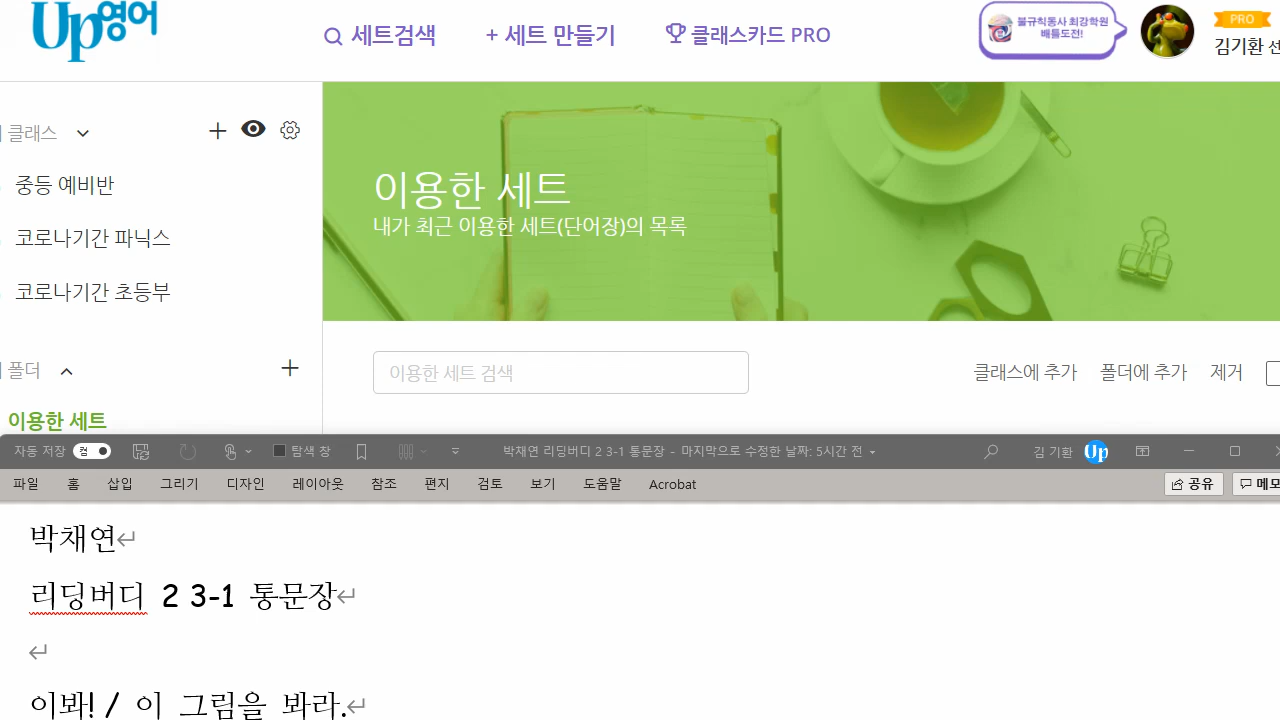 Up영어
세트검색
+ 세트 만들기
클래스카드 PRO
불규칙동사 최강학원
배틀도전!
PRO
김기환 선
클래스
중등 예비반
코로나기간 파닉스
코로나기간 초등부
폴더
이용한 세트
이용한 세트
내가 최근 이용한 세트(단어장)의 목록
이용한 세트 검색
클래스에 추가 폴더에 추가 제거
자동 저장 켬 탐색 창 박채연 리딩버디 2 3-1 통문장 - 마지막으로 수정한 날짜: 5시간 전 김 기환 Up
파일 홈 삽입 그리기 디자인 레이아웃 참조 편지 검토 보기 도움말 Acrobat 공유 메모
박채연↵
리딩버디 2 3-1 통문장↵
↵
이봐! / 이 그림을 봐라.↵